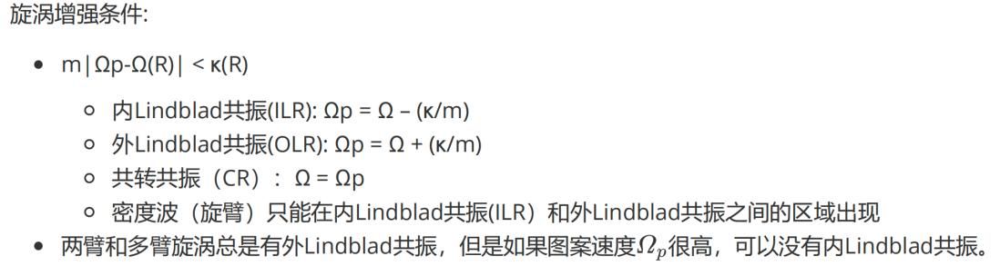 旋涡增强条件:
m|Ωp-Ω(R)| < κ(R)
内Lindblad共振(ILR): Ωp = Ω – (κ/m)
外Lindblad共振(OLR): Ωp = Ω + (κ/m)
共转共振（CR）：Ω = Ωp
密度波（旋臂）只能在内Lindblad共振(ILR）和外Lindblad共振之间的区域出现
两臂和多臂旋涡总是有外Lindblad共振，但是如果图案速度Ωp很高，可以没有内Lindblad共振。